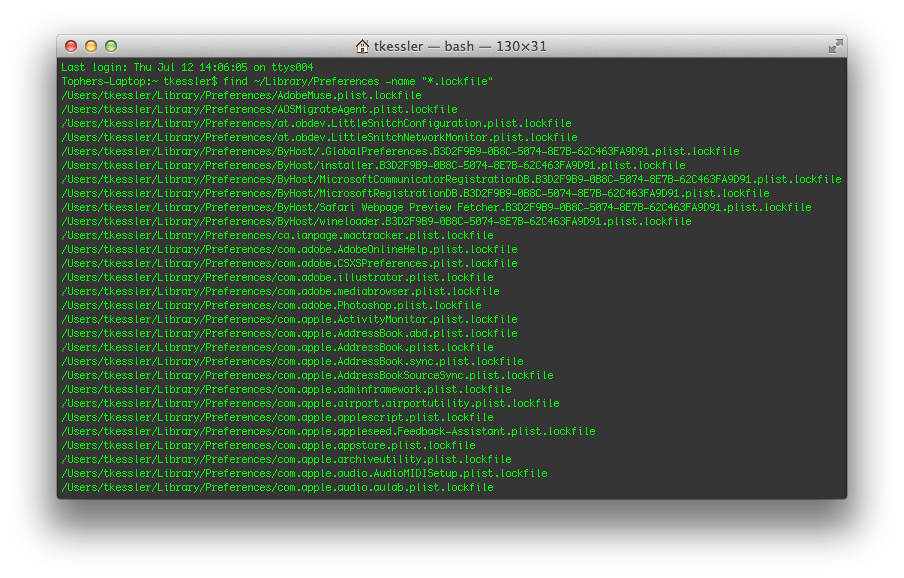 tkessler — bash — 130×31
Last login: Thu Jul 12 14:06:05 on ttys004
Tophers-Laptop:~ tkessler$ find ~/Library/Preferences -name "*.lockfile"
/Users/tkessler/Library/Preferences/AdobeMuse.plist.lockfile
/Users/tkessler/Library/Preferences/AOSMigrateAgent.plist.lockfile
/Users/tkessler/Library/Preferences/at.obdev.LittleSnitchConfiguration.plist.lockfile
/Users/tkessler/Library/Preferences/at.obdev.LittleSnitchNetworkMonitor.plist.lockfile
/Users/tkessler/Library/Preferences/ByHost/.GlobalPreferences.B3D2F9B9-0B8C-5074-8E7B-62C463FA9D91.plist.lockfile
/Users/tkessler/Library/Preferences/ByHost/installer.B3D2F9B9-0B8C-5074-8E7B-62C463FA9D91.plist.lockfile
/Users/tkessler/Library/Preferences/ByHost/MicrosoftCommunicatorRegistrationDB.B3D2F9B9-0B8C-5074-8E7B-62C463FA9D91.plist.lockfile
/Users/tkessler/Library/Preferences/ByHost/MicrosoftRegistrationDB.B3D2F9B9-0B8C-5074-8E7B-62C463FA9D91.plist.lockfile
/Users/tkessler/Library/Preferences/ByHost/Safari Webpage Preview Fetcher.B3D2F9B9-0B8C-5074-8E7B-62C463FA9D91.plist.lockfile
/Users/tkessler/Library/Preferences/ByHost/wineloader.B3D2F9B9-0B8C-5074-8E7B-62C463FA9D91.plist.lockfile
/Users/tkessler/Library/Preferences/ca.ianpage.mactracker.plist.lockfile
/Users/tkessler/Library/Preferences/com.adobe.AdobeOnlineHelp.plist.lockfile
/Users/tkessler/Library/Preferences/com.adobe.CSXSPreferences.plist.lockfile
/Users/tkessler/Library/Preferences/com.adobe.illustrator.plist.lockfile
/Users/tkessler/Library/Preferences/com.adobe.mediabrowser.plist.lockfile
/Users/tkessler/Library/Preferences/com.adobe.Photoshop.plist.lockfile
/Users/tkessler/Library/Preferences/com.apple.ActivityMonitor.plist.lockfile
/Users/tkessler/Library/Preferences/com.apple.AddressBook.abd.plist.lockfile
/Users/tkessler/Library/Preferences/com.apple.AddressBook.plist.lockfile
/Users/tkessler/Library/Preferences/com.apple.AddressBook.sync.plist.lockfile
/Users/tkessler/Library/Preferences/com.apple.AddressBookSourceSync.plist.lockfile
/Users/tkessler/Library/Preferences/com.apple.adminframework.plist.lockfile
/Users/tkessler/Library/Preferences/com.apple.airport.airportutility.plist.lockfile
/Users/tkessler/Library/Preferences/com.apple.applescript.plist.lockfile
/Users/tkessler/Library/Preferences/com.apple.appleseed.Feedback-Assistant.plist.lockfile
/Users/tkessler/Library/Preferences/com.apple.appstore.plist.lockfile
/Users/tkessler/Library/Preferences/com.apple.archiveutility.plist.lockfile
/Users/tkessler/Library/Preferences/com.apple.audio.AudioMIDISetup.plist.lockfile
/Users/tkessler/Library/Preferences/com.apple.audio.aulab.plist.lockfile